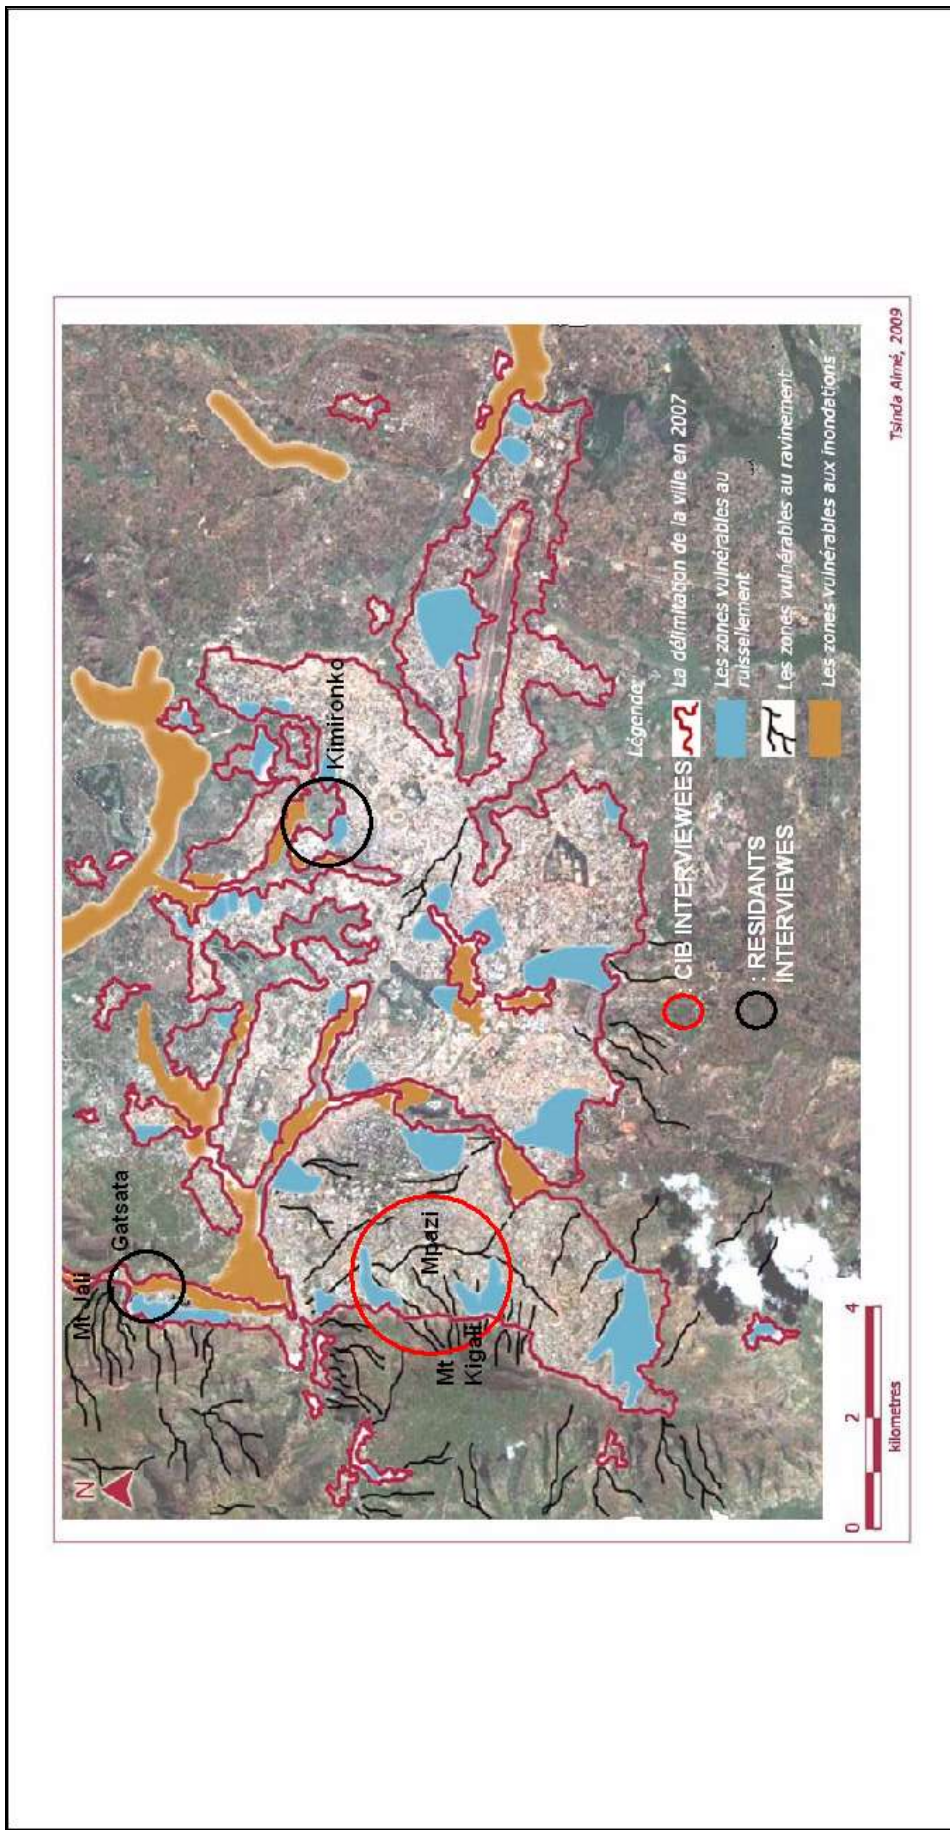 Mt Jali
Gatsata
Kimironko
Mpazi
Mt
Kigali
N
Légende:
: CIB INTERVIEWEES
La délimitation de la ville en 2007
Les zones vulnérables au
ruissellement
: RESIDANTS
INTERVIEWES
Les zones vulnérables au ravinement
Les zones vulnérables aux inondations
0 2 4
kilometres
Tsinda Aimé, 2009